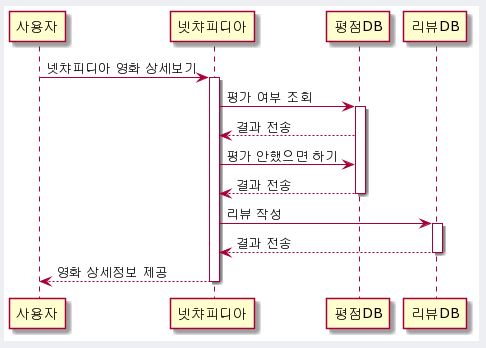 사용자 넷챠피디아 평점DB 리뷰DB
넷챠피디아 영화 상세보기
평가 여부 조회
결과 전송
평가 안했으면 하기
결과 전송
리뷰 작성
결과 전송
영화 상세정보 제공
사용자 넷챠피디아 평점DB 리뷰DB